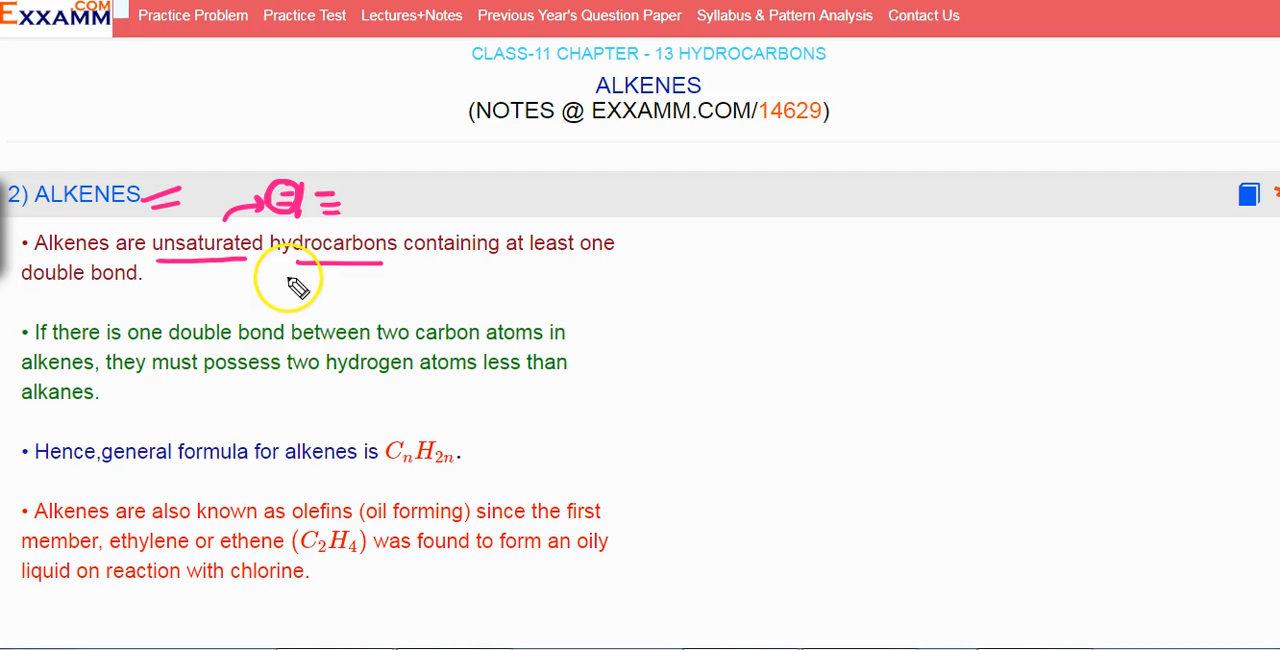 EXXAMM.COM Practice Problem Practice Test Lectures+Notes Previous Year's Question Paper Syllabus & Pattern Analysis Contact Us
CLASS-11 CHAPTER - 13 HYDROCARBONS
ALKENES
(NOTES @ EXXAMM.COM/14629)
2) ALKENES
• Alkenes are unsaturated hydrocarbons containing at least one
double bond.
• If there is one double bond between two carbon atoms in
alkenes, they must possess two hydrogen atoms less than
alkanes.
• Hence,general formula for alkenes is CₙH₂ₙ.
• Alkenes are also known as olefins (oil forming) since the first
member, ethylene or ethene (C₂H₄) was found to form an oily
liquid on reaction with chlorine.